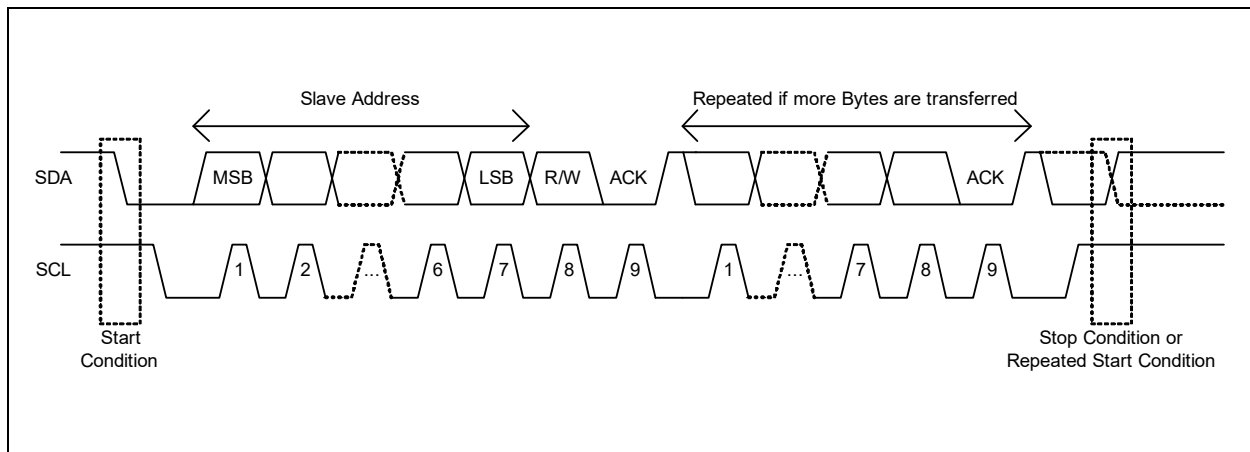 Slave Address
Repeated if more Bytes are transferred
SDA
MSB
LSB
R/W
ACK
ACK
SCL
1
2
...
6
7
8
9
1
...
7
8
9
Start
Condition
Stop Condition or
Repeated Start Condition